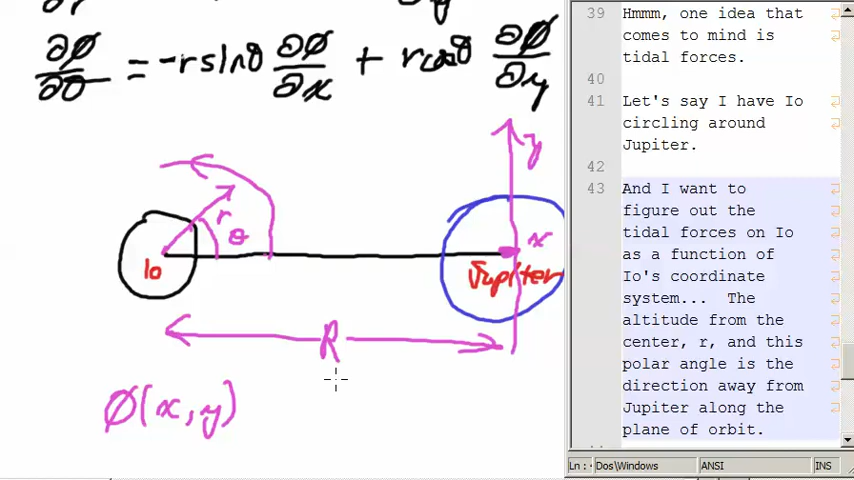 ∂Ø/∂θ = -r sinθ ∂Ø/∂x + r cosθ ∂Ø/∂y
y
r
θ
x
Io
Jupiter
R
Ø(x,y)
39 Hmmm, one idea that
comes to mind is
tidal forces.
40
41 Let's say I have Io
circling around
Jupiter.
42
43 And I want to
figure out the
tidal forces on Io
as a function of
Io's coordinate
system... The
altitude from the
center, r, and this
polar angle is the
direction away from
Jupiter along the
plane of orbit.
Ln : Dos\Windows ANSI INS